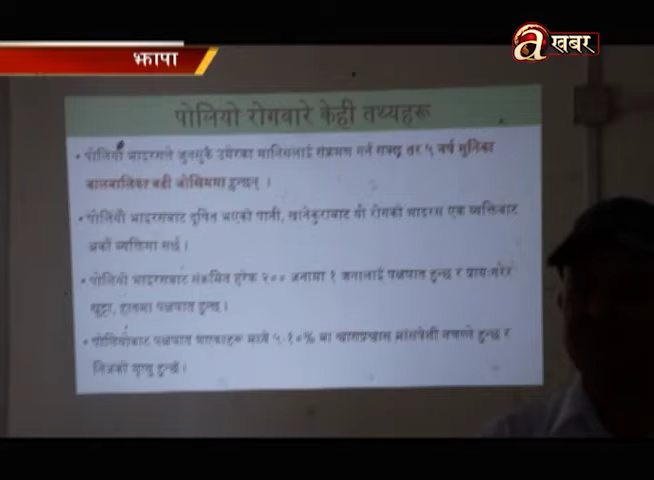 a खबर
झापा
पोलियो रोगबारे केही तथ्यहरू
• पोलियो भाइरसले जुनसुकै उमेरका मानिसलाई संक्रमण गर्न सक्छ तर ५ वर्ष मुनिका
बालबालिका बढी जोखिममा हुन्छन् ।
• पोलियो भाइरसबाट दूषित भएको पानी, खानेकुराबाट यो रोगको भाइरस एक व्यक्तिबाट
अर्को व्यक्तिमा सर्छ ।
• पोलियो भाइरसबाट संक्रमित हरेक २०० जनामा १ जनालाई पक्षघात हुन्छ र प्रायःगरेर
खुट्टा, हातमा पक्षघात हुन्छ ।
• पोलियोबाट पक्षघात भएकाहरू मध्ये ५-१०% मा श्वासप्रश्वास मांसपेशी नचल्ने हुन्छ र
तिनको मृत्यु हुन्छ ।